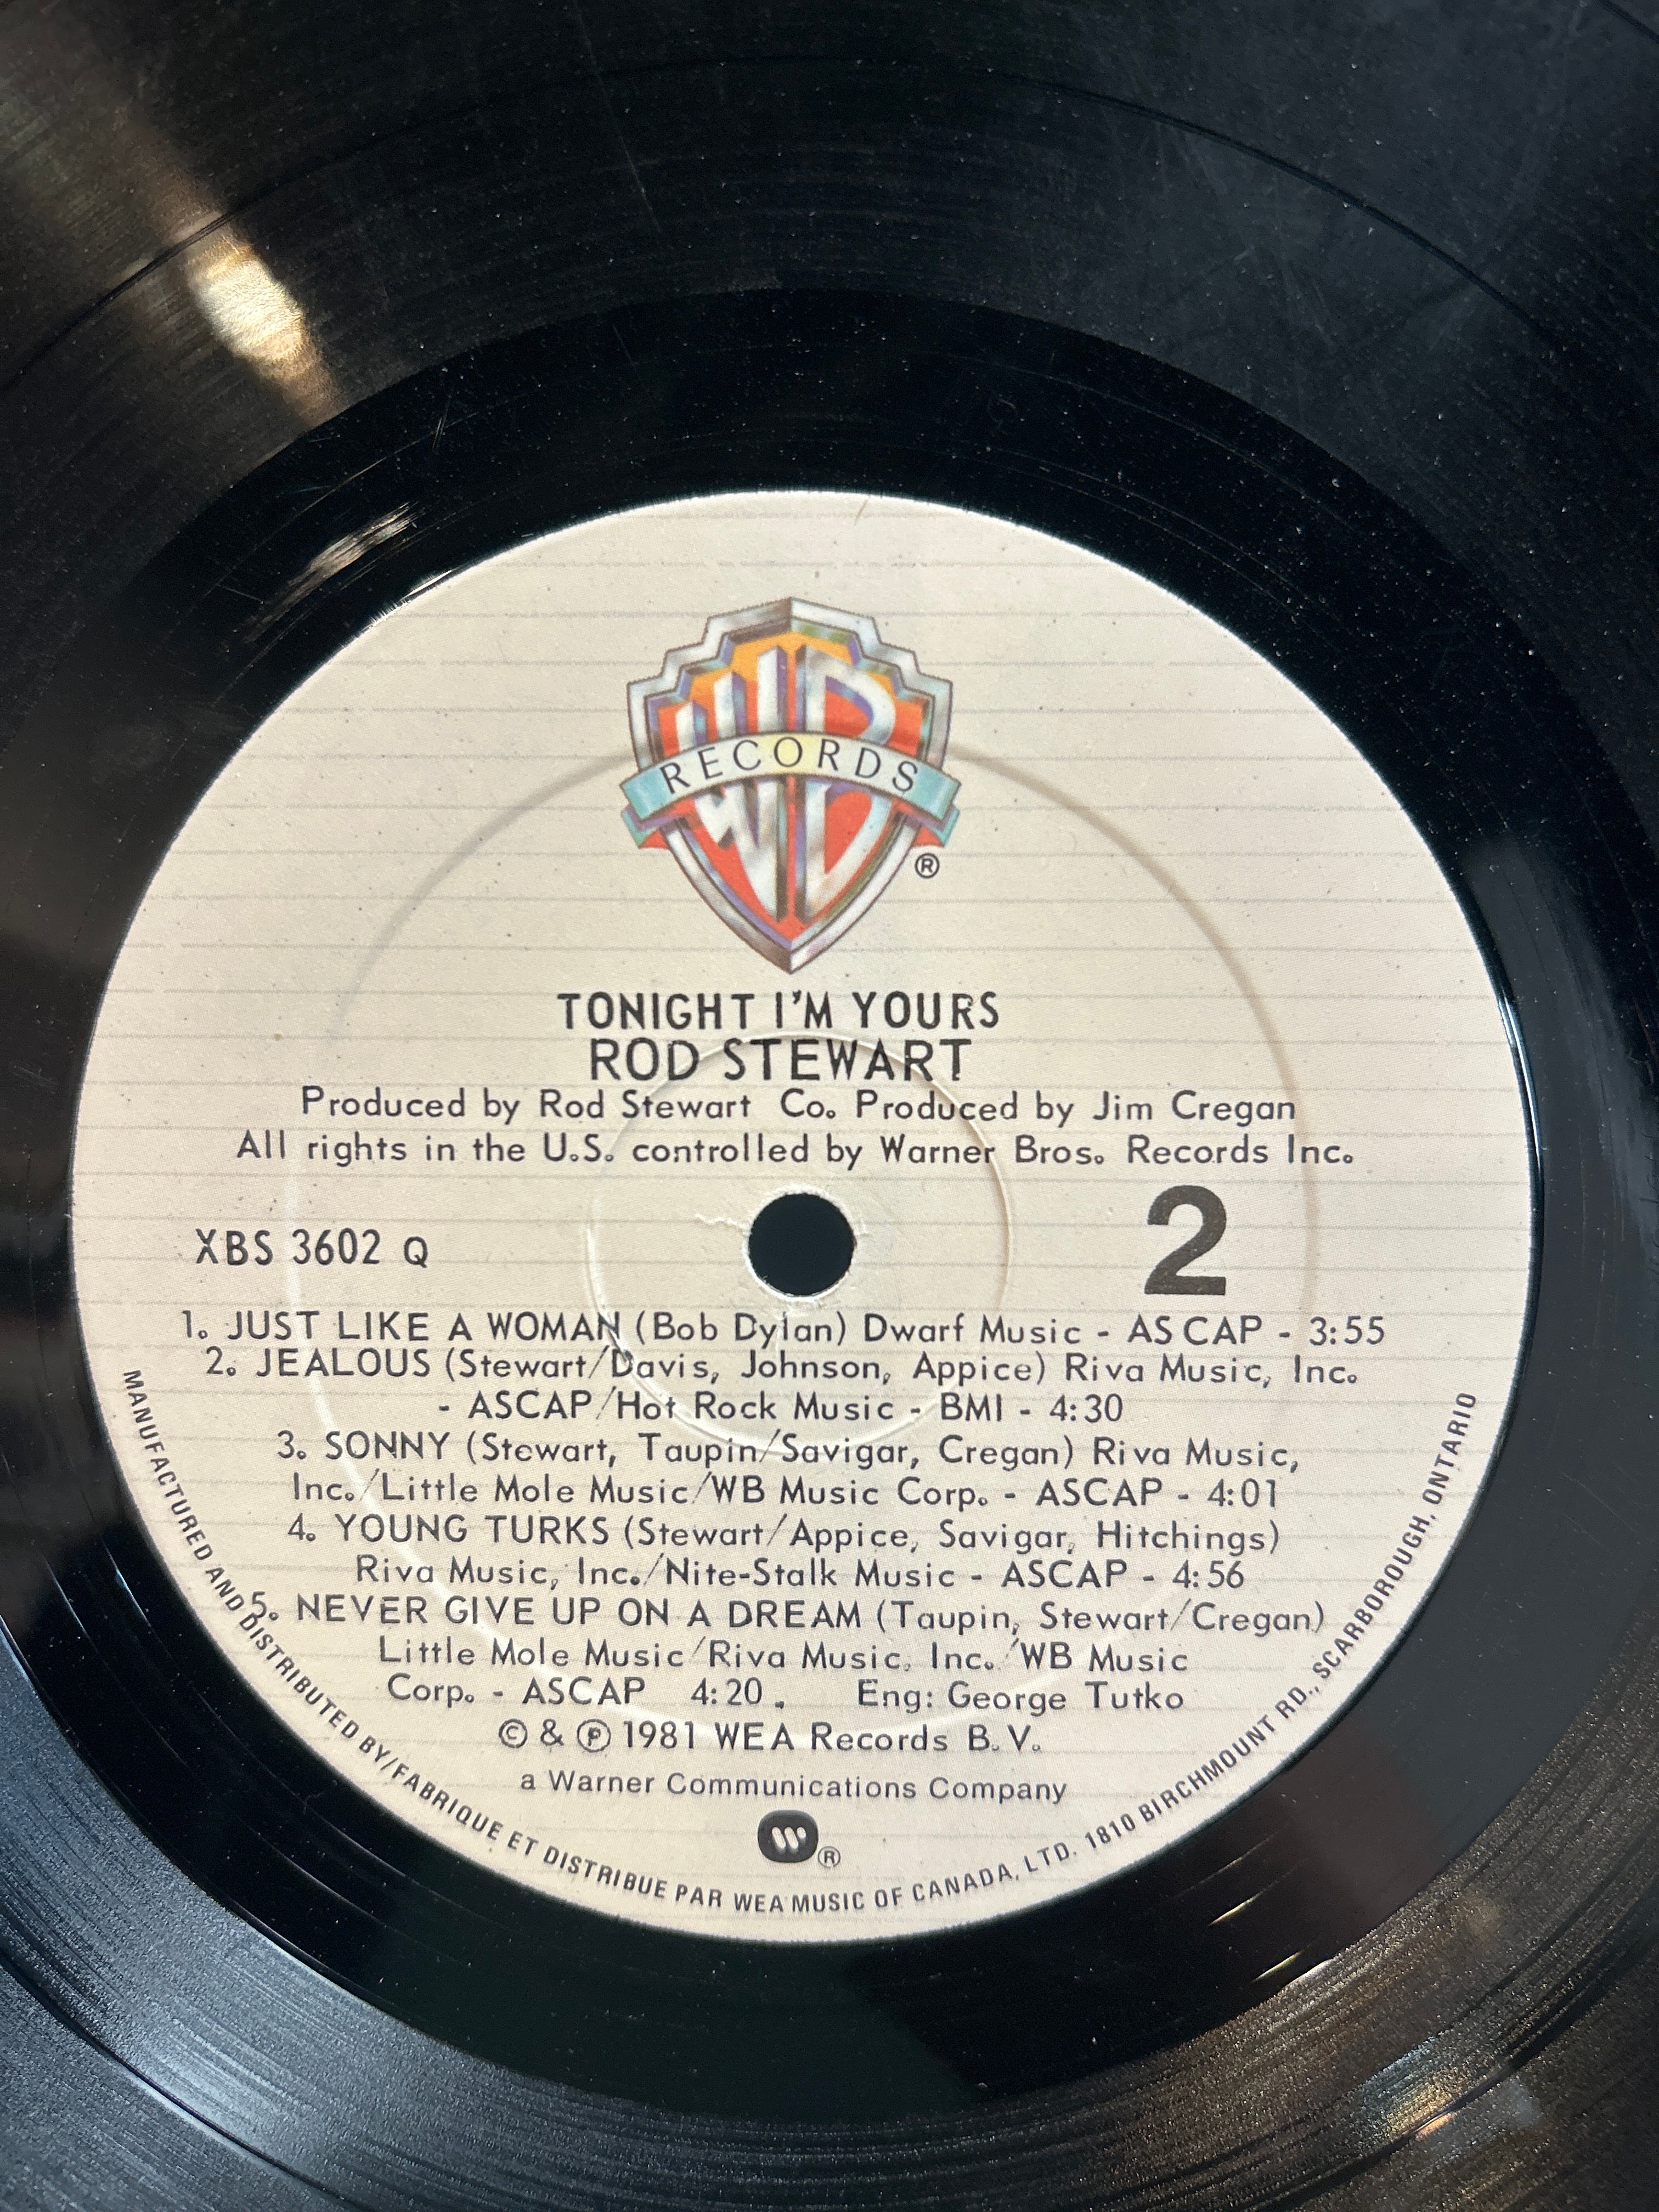 WB
RECORDS
®
TONIGHT I'M YOURS
ROD STEWART
Produced by Rod Stewart Co. Produced by Jim Cregan
All rights in the U.S. controlled by Warner Bros. Records Inc.
XBS 3602 Q
2
1. JUST LIKE A WOMAN (Bob Dylan) Dwarf Music - ASCAP - 3:55
2. JEALOUS (Stewart/Davis, Johnson, Appice) Riva Music, Inc.
- ASCAP/Hot Rock Music - BMI - 4:30
3. SONNY (Stewart, Taupin/Savigar, Cregan) Riva Music,
Inc./Little Mole Music/WB Music Corp. - ASCAP - 4:01
4. YOUNG TURKS (Stewart/Appice, Savigar, Hitchings)
Riva Music, Inc./Nite-Stalk Music - ASCAP - 4:56
5. NEVER GIVE UP ON A DREAM (Taupin, Stewart/Cregan)
Little Mole Music/Riva Music, Inc./WB Music
Corp. - ASCAP 4:20. Eng: George Tutko
© & ℗ 1981 WEA Records B.V.
a Warner Communications Company
®
MANUFACTURED AND DISTRIBUTED BY/FABRIQUE ET DISTRIBUE PAR WEA MUSIC OF CANADA, LTD. 1810 BIRCHMOUNT RD., SCARBOROUGH, ONTARIO